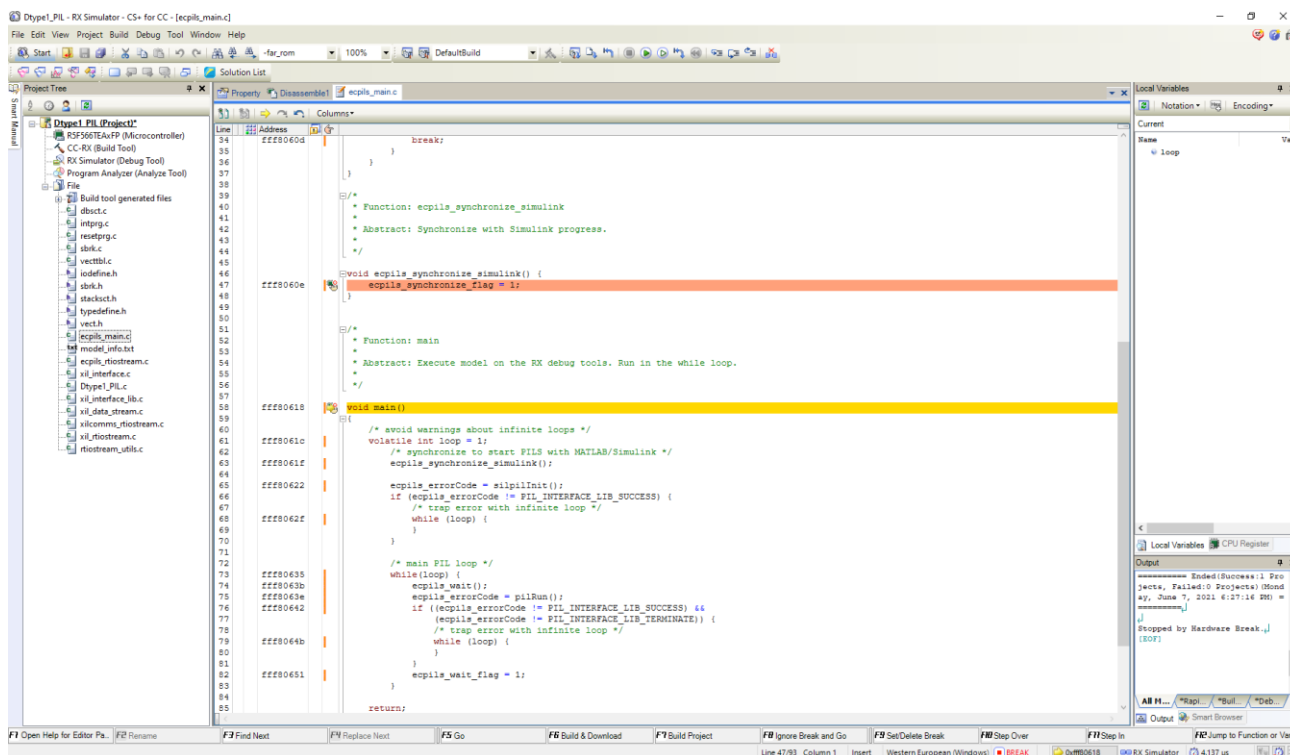 Dtype1_PIL - RX Simulator - CS+ for CC - [ecpils_main.c]
File Edit View Project Build Debug Tool Window Help
Start -far_rom 100% DefaultBuild
Solution List
Smart Manual
Project Tree
Dtype1_PIL (Project)*
R5F566TEAxFP (Microcontroller)
CC-RX (Build Tool)
RX Simulator (Debug Tool)
Program Analyzer (Analyze Tool)
File
Build tool generated files
dbsct.c
intprg.c
resetprg.c
sbrk.c
vecttbl.c
iodefine.h
sbrk.h
stacksct.h
typedefine.h
vect.h
ecpils_main.c
model_info.txt
ecpils_rtiostream.c
xil_interface.c
Dtype1_PIL.c
xil_interface_lib.c
xil_data_stream.c
xilcomms_rtiostream.c
xil_rtiostream.c
rtiostream_utils.c
Property Disassemble1 ecpils_main.c
Columns
Line Address
34 fff8060d break;
35 }
36 }
37 }
38
39 /*
40 * Function: ecpils_synchronize_simulink
41 *
42 * Abstract: Synchronize with Simulink progress.
43 *
44 */
45
46 void ecpils_synchronize_simulink() {
47 fff8060e ecpils_synchronize_flag = 1;
48 }
49
50
51 /*
52 * Function: main
53 *
54 * Abstract: Execute model on the RX debug tools. Run in the while loop.
55 *
56 */
57
58 fff80618 void main()
59 {
60 /* avoid warnings about infinite loops */
61 fff8061c volatile int loop = 1;
62 /* synchronize to start PILS with MATLAB/Simulink */
63 fff8061f ecpils_synchronize_simulink();
64
65 fff80622 ecpils_errorCode = silpilInit();
66 if (ecpils_errorCode != PIL_INTERFACE_LIB_SUCCESS) {
67 /* trap error with infinite loop */
68 fff8062f while (loop) {
69 }
70 }
71
72 /* main PIL loop */
73 fff80635 while(loop) {
74 fff8063b ecpils_wait();
75 fff8063e ecpils_errorCode = pilRun();
76 fff80642 if ((ecpils_errorCode != PIL_INTERFACE_LIB_SUCCESS) &&
77 (ecpils_errorCode != PIL_INTERFACE_LIB_TERMINATE)) {
78 /* trap error with infinite loop */
79 fff8064b while (loop) {
80 }
81 }
82 fff80651 ecpils_wait_flag = 1;
83 }
84
85 return;
Local Variables
Notation Encoding
Current
Name Va
loop
Local Variables CPU Register
Output
========== Ended(Success:1 Pro
jects, Failed:0 Projects)(Mond
ay, June 7, 2021 6:27:16 PM) =
=========
Stopped by Hardware Break.
[EOF]
All M... *Rapi... *Buil... *Deb...
Output Smart Browser
F1 Open Help for Editor Pa... F2 Rename F3 Find Next F4 Replace Next F5 Go F6 Build & Download F7 Build Project F8 Ignore Break and Go F9 Set/Delete Break F10 Step Over F11 Step In F12 Jump to Function or Va
Line 47/93 Column 1 Insert Western European (Windows) BREAK 0xfff80618 RX Simulator 4.137 us